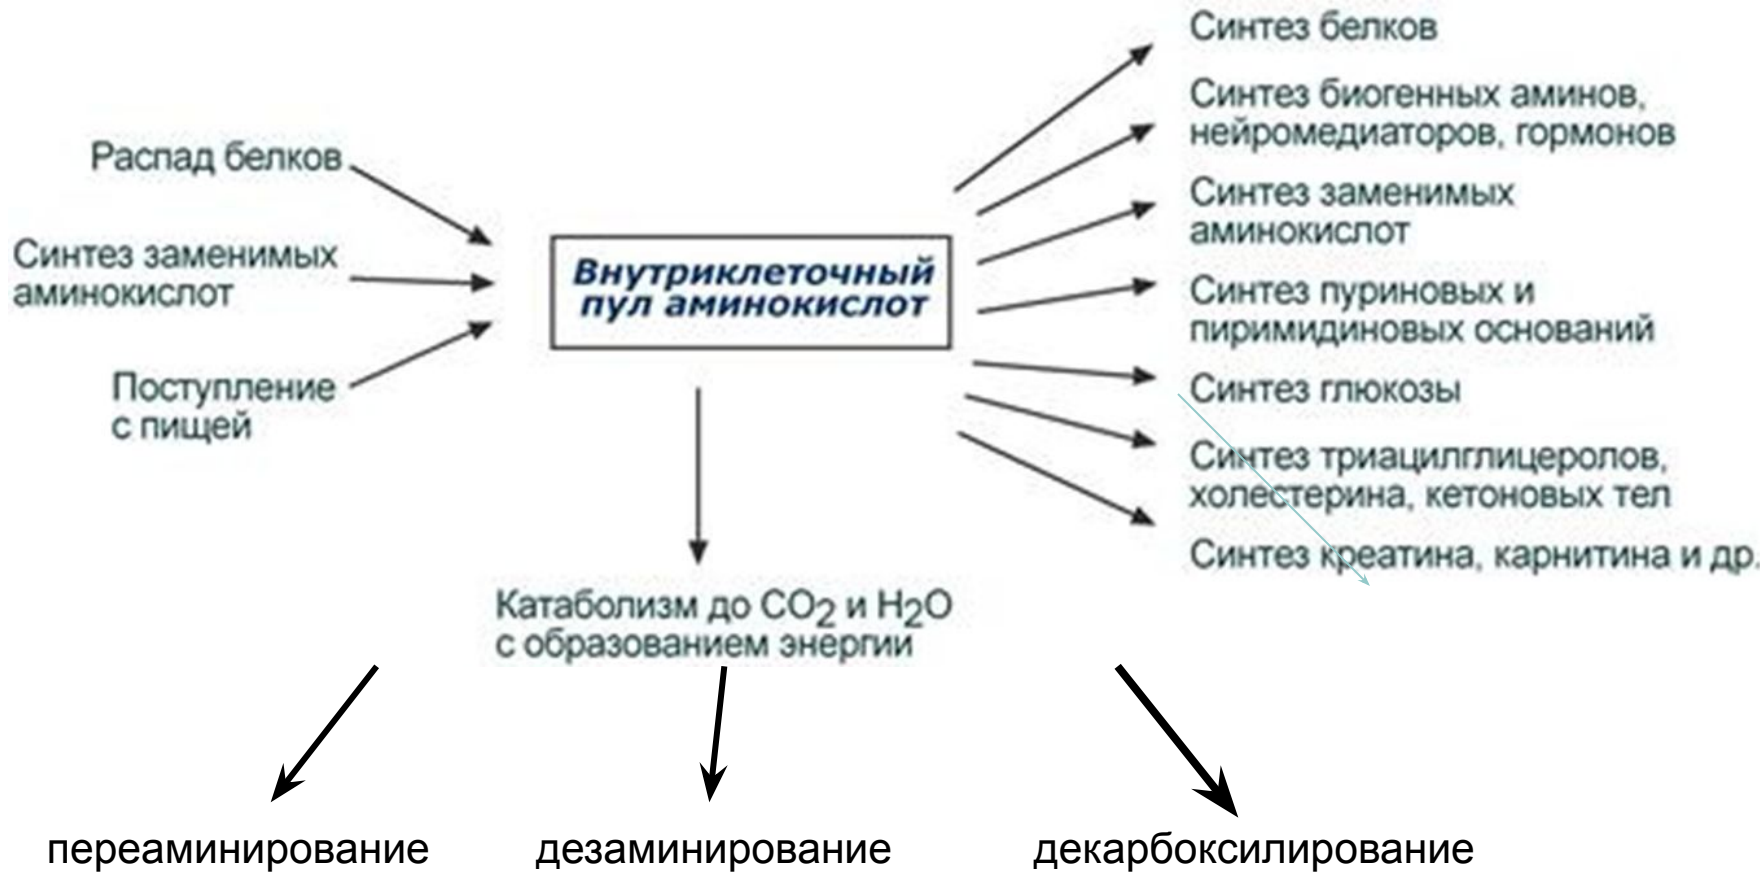 Распад белков
Синтез заменимых
аминокислот
Поступление
с пищей
Внутриклеточный
пул аминокислот
Синтез белков
Синтез биогенных аминов,
нейромедиаторов, гормонов
Синтез заменимых
аминокислот
Синтез пуриновых и
пиримидиновых оснований
Синтез глюкозы
Синтез триацилглицеролов,
холестерина, кетоновых тел
Синтез креатина, карнитина и др.
Катаболизм до CO2 и H2O
с образованием энергии
переаминирование
дезаминирование
декарбоксилирование